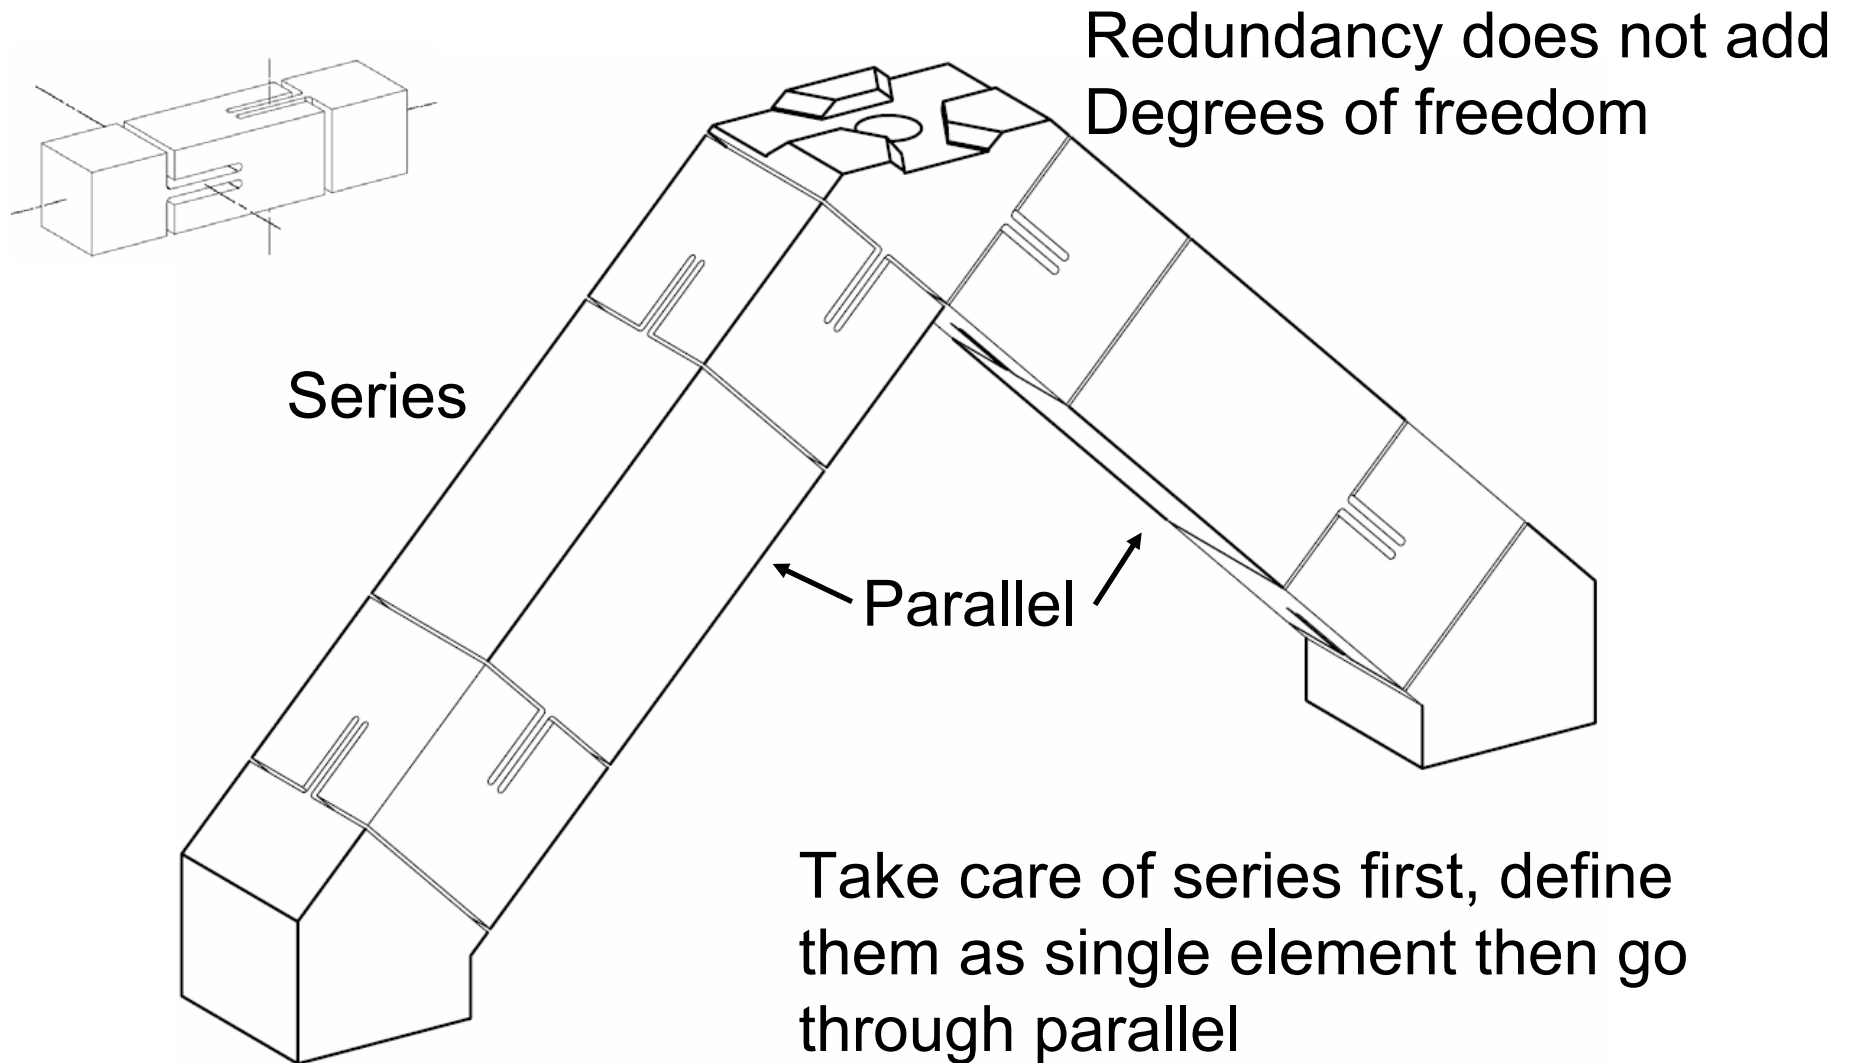 Redundancy does not add
Degrees of freedom
Series
Parallel
Take care of series first, define
them as single element then go
through parallel